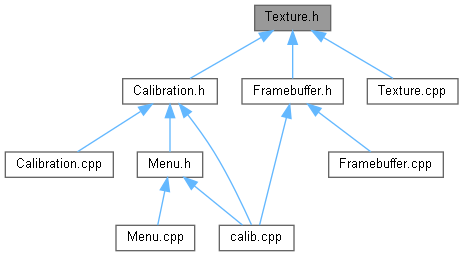 Texture.h
Calibration.h
Framebuffer.h
Texture.cpp
Calibration.cpp
Menu.h
Framebuffer.cpp
Menu.cpp
calib.cpp